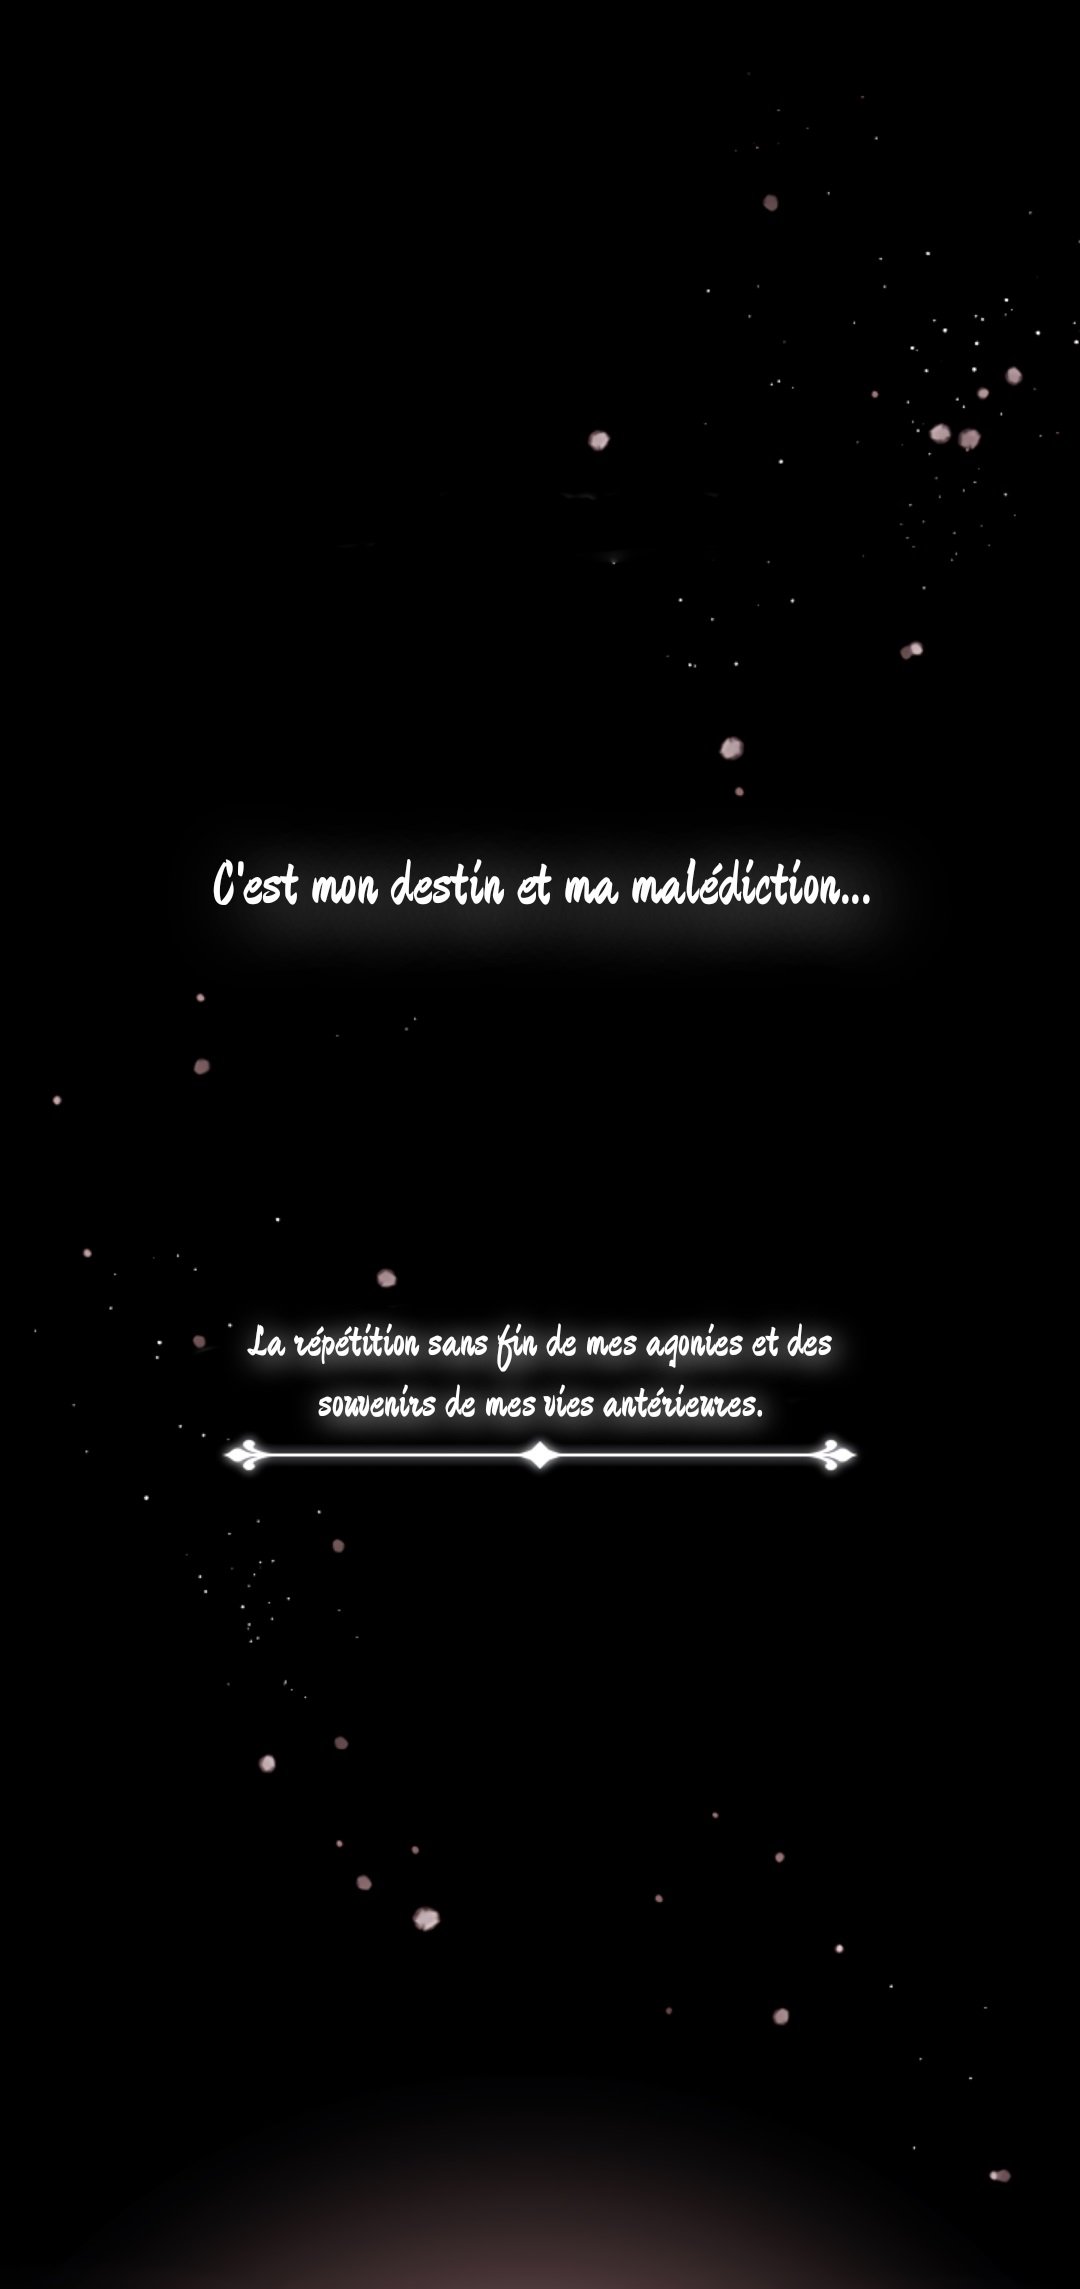 C'est mon destin et ma malédiction...
La répétition sans fin de mes agonies et des
souvenirs de mes vies antérieures.